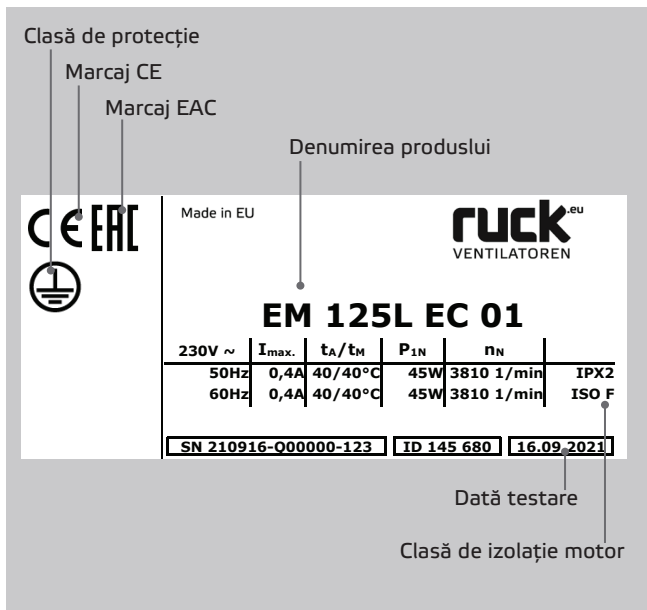 Clasă de protecție
Marcaj CE
Marcaj EAC
Denumirea produslui
CE EAC
Made in EU
ruck.eu
VENTILATOREN
EM 125L EC 01
230V ~ Imax. tA/tM P1N nN
50Hz 0,4A 40/40°C 45W 3810 1/min IPX2
60Hz 0,4A 40/40°C 45W 3810 1/min ISO F
SN 210916-Q00000-123 ID 145 680 16.09.2021
Dată testare
Clasă de izolație motor